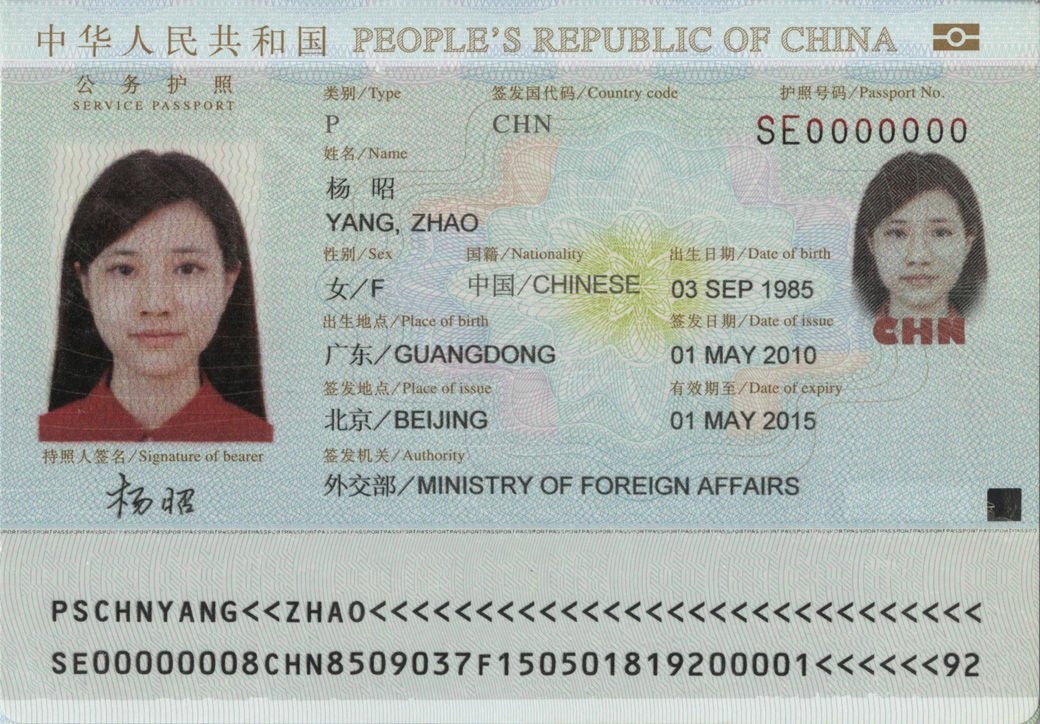 中华人民共和国 PEOPLE'S REPUBLIC OF CHINA
公务护照
SERVICE PASSPORT
类别/Type 签发国代码/Country code 护照号码/Passport No.
P CHN SE0000000
姓名/Name
杨 昭
YANG, ZHAO
性别/Sex 国籍/Nationality 出生日期/Date of birth
女/F 中国/CHINESE 03 SEP 1985
出生地点/Place of birth 签发日期/Date of issue
CHN
广东/GUANGDONG 01 MAY 2010
签发地点/Place of issue 有效期至/Date of expiry
北京/BEIJING 01 MAY 2015
持照人签名/Signature of bearer 签发机关/Authority
杨昭 外交部/MINISTRY OF FOREIGN AFFAIRS
PSCHNYANG<<ZHAO<<<<<<<<<<<<<<<<<<<<<<<<<<<<<
SE00000008CHN8509037F150501819200001<<<<<<92